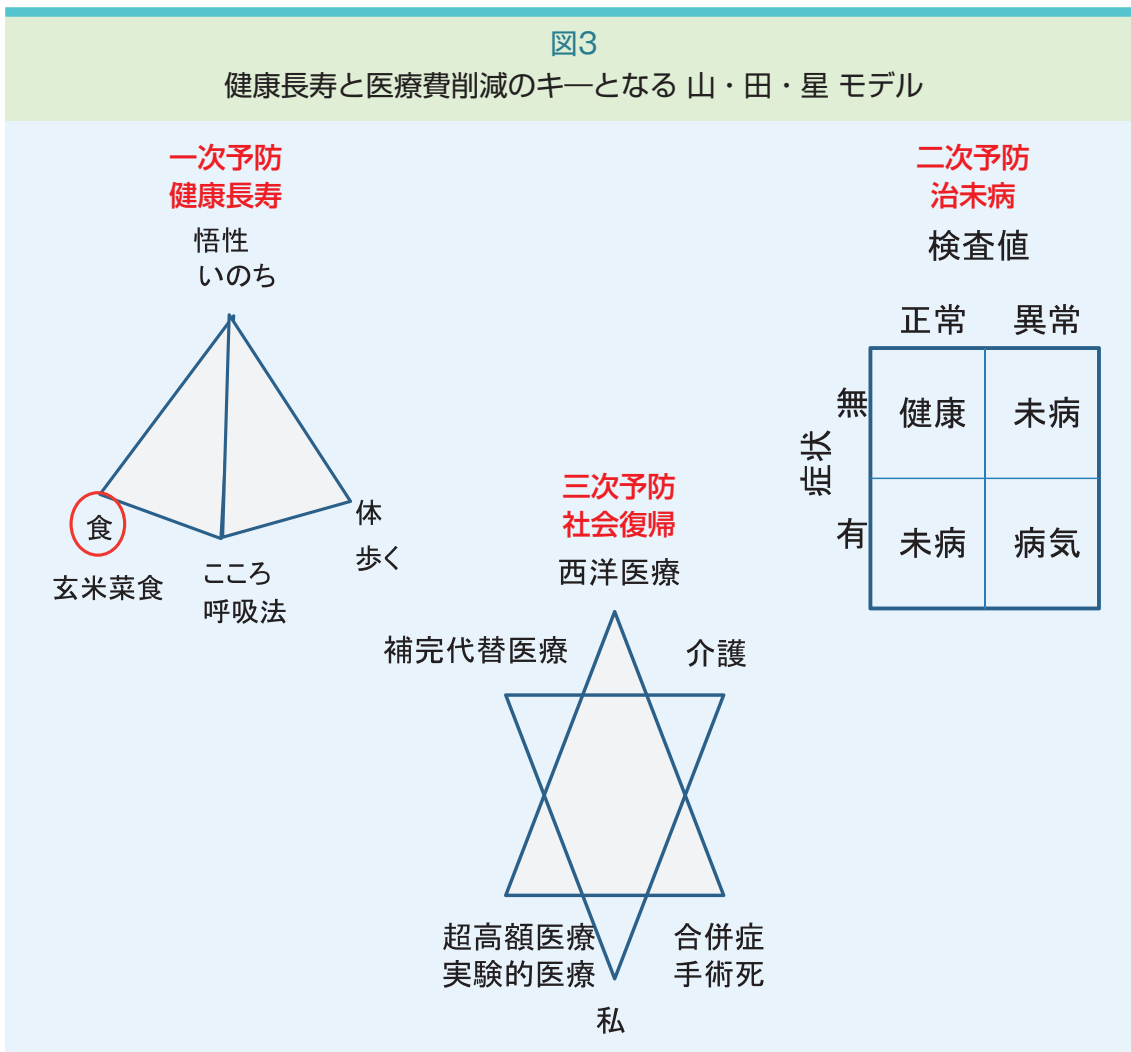 図3
健康長寿と医療費削減のキーとなる 山・田・星 モデル
一次予防
健康長寿
悟性
いのち
食
玄米菜食
こころ
呼吸法
体
歩く
二次予防
治未病
検査値
正常 異常
症状
無
健康 未病
有
未病 病気
三次予防
社会復帰
西洋医療
補完代替医療
介護
超高額医療
実験的医療
合併症
手術死
私